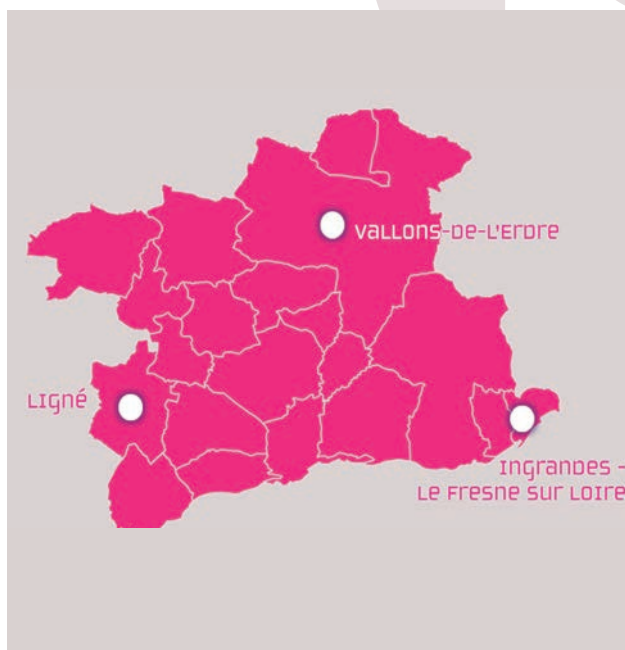 Vallons-de-l'Erdre
Ligné
Ingrandes -
Le Fresne sur Loire